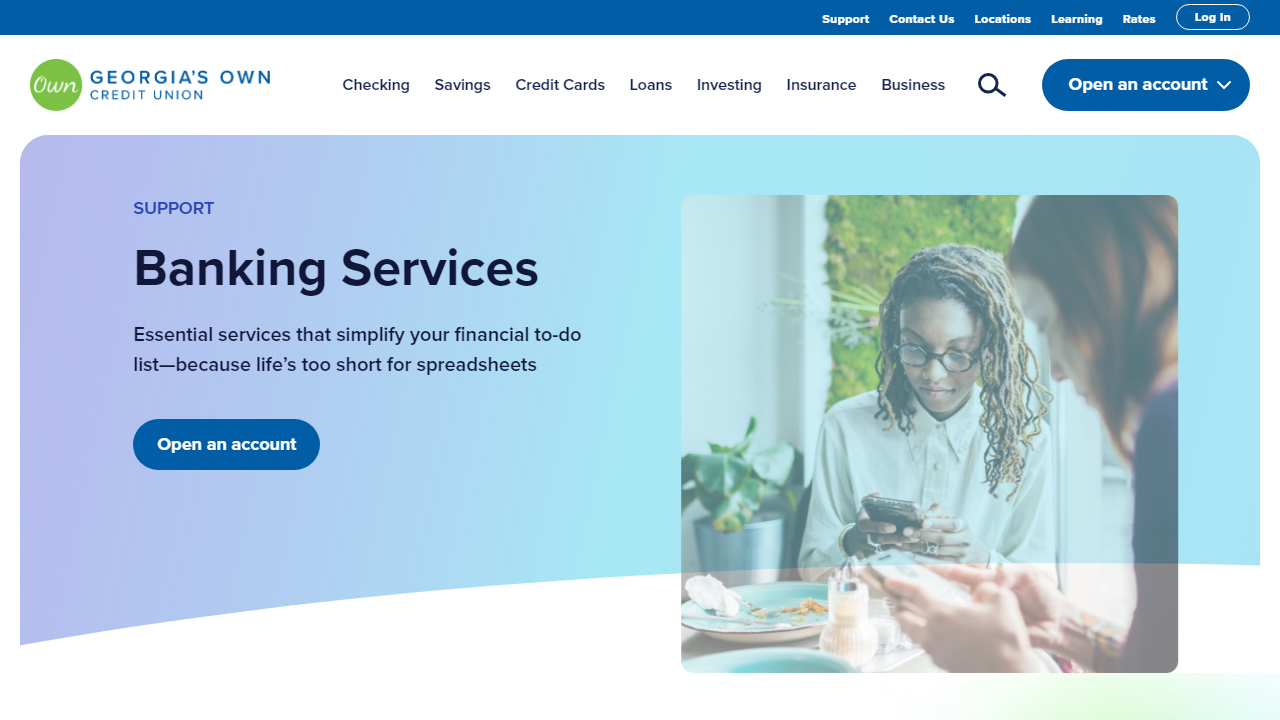 Support Contact Us Locations Learning Rates Log In
Own GEORGIA'S OWN
CREDIT UNION
Checking Savings Credit Cards Loans Investing Insurance Business Open an account
SUPPORT
Banking Services
Essential services that simplify your financial to-do
list—because life’s too short for spreadsheets
Open an account